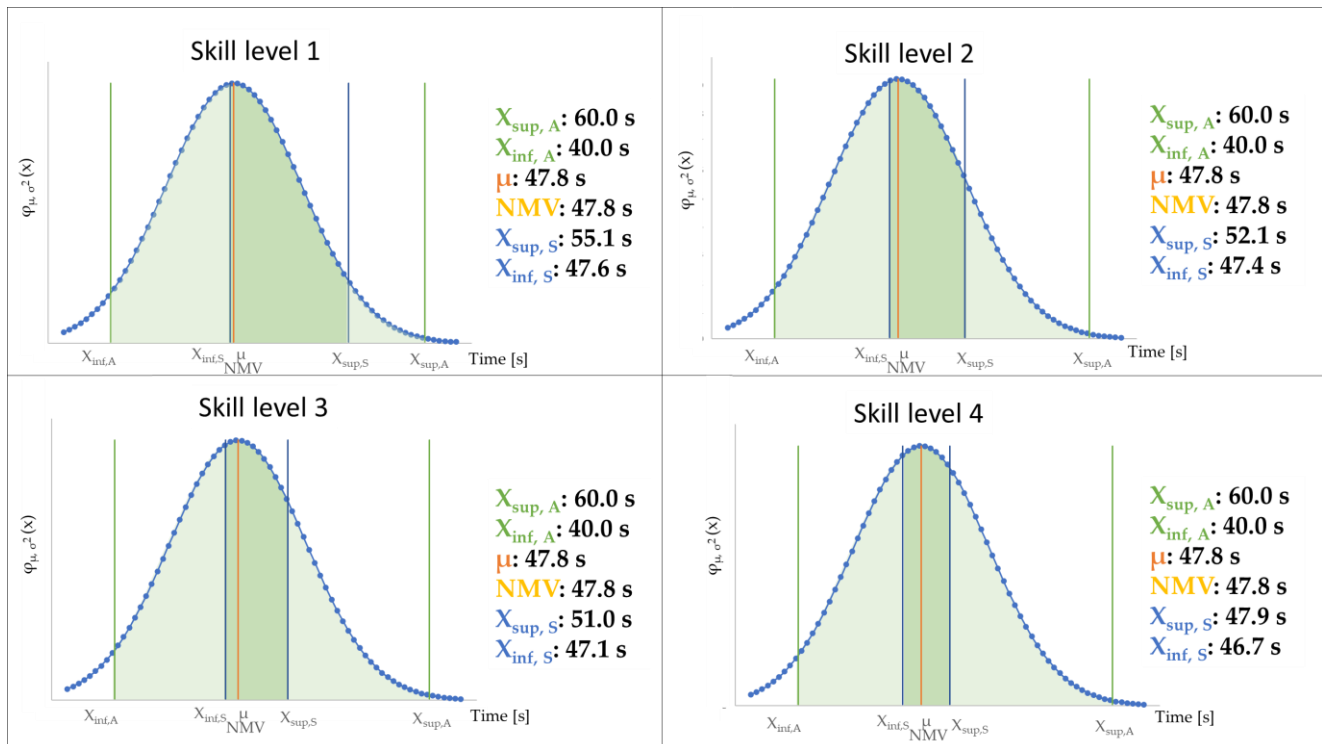 Skill level 1
φμ, σ² (x)
Xsup, A: 60.0 s
Xinf, A: 40.0 s
μ: 47.8 s
NMV: 47.8 s
Xsup, S: 55.1 s
Xinf, S: 47.6 s
Xinf,A Xinf,S μ Xsup,S Xsup,A Time [s]
NMV
Skill level 2
φμ, σ² (x)
Xsup, A: 60.0 s
Xinf, A: 40.0 s
μ: 47.8 s
NMV: 47.8 s
Xsup, S: 52.1 s
Xinf, S: 47.4 s
Xinf,A Xinf,S μ Xsup,S Xsup,A Time [s]
NMV
Skill level 3
φμ, σ² (x)
Xsup, A: 60.0 s
Xinf, A: 40.0 s
μ: 47.8 s
NMV: 47.8 s
Xsup, S: 51.0 s
Xinf, S: 47.1 s
Xinf,A Xinf,S μ Xsup,S Xsup,A Time [s]
NMV
Skill level 4
φμ, σ² (x)
Xsup, A: 60.0 s
Xinf, A: 40.0 s
μ: 47.8 s
NMV: 47.8 s
Xsup, S: 47.9 s
Xinf, S: 46.7 s
Xinf,A Xinf,S μ Xsup,S Xsup,A Time [s]
NMV